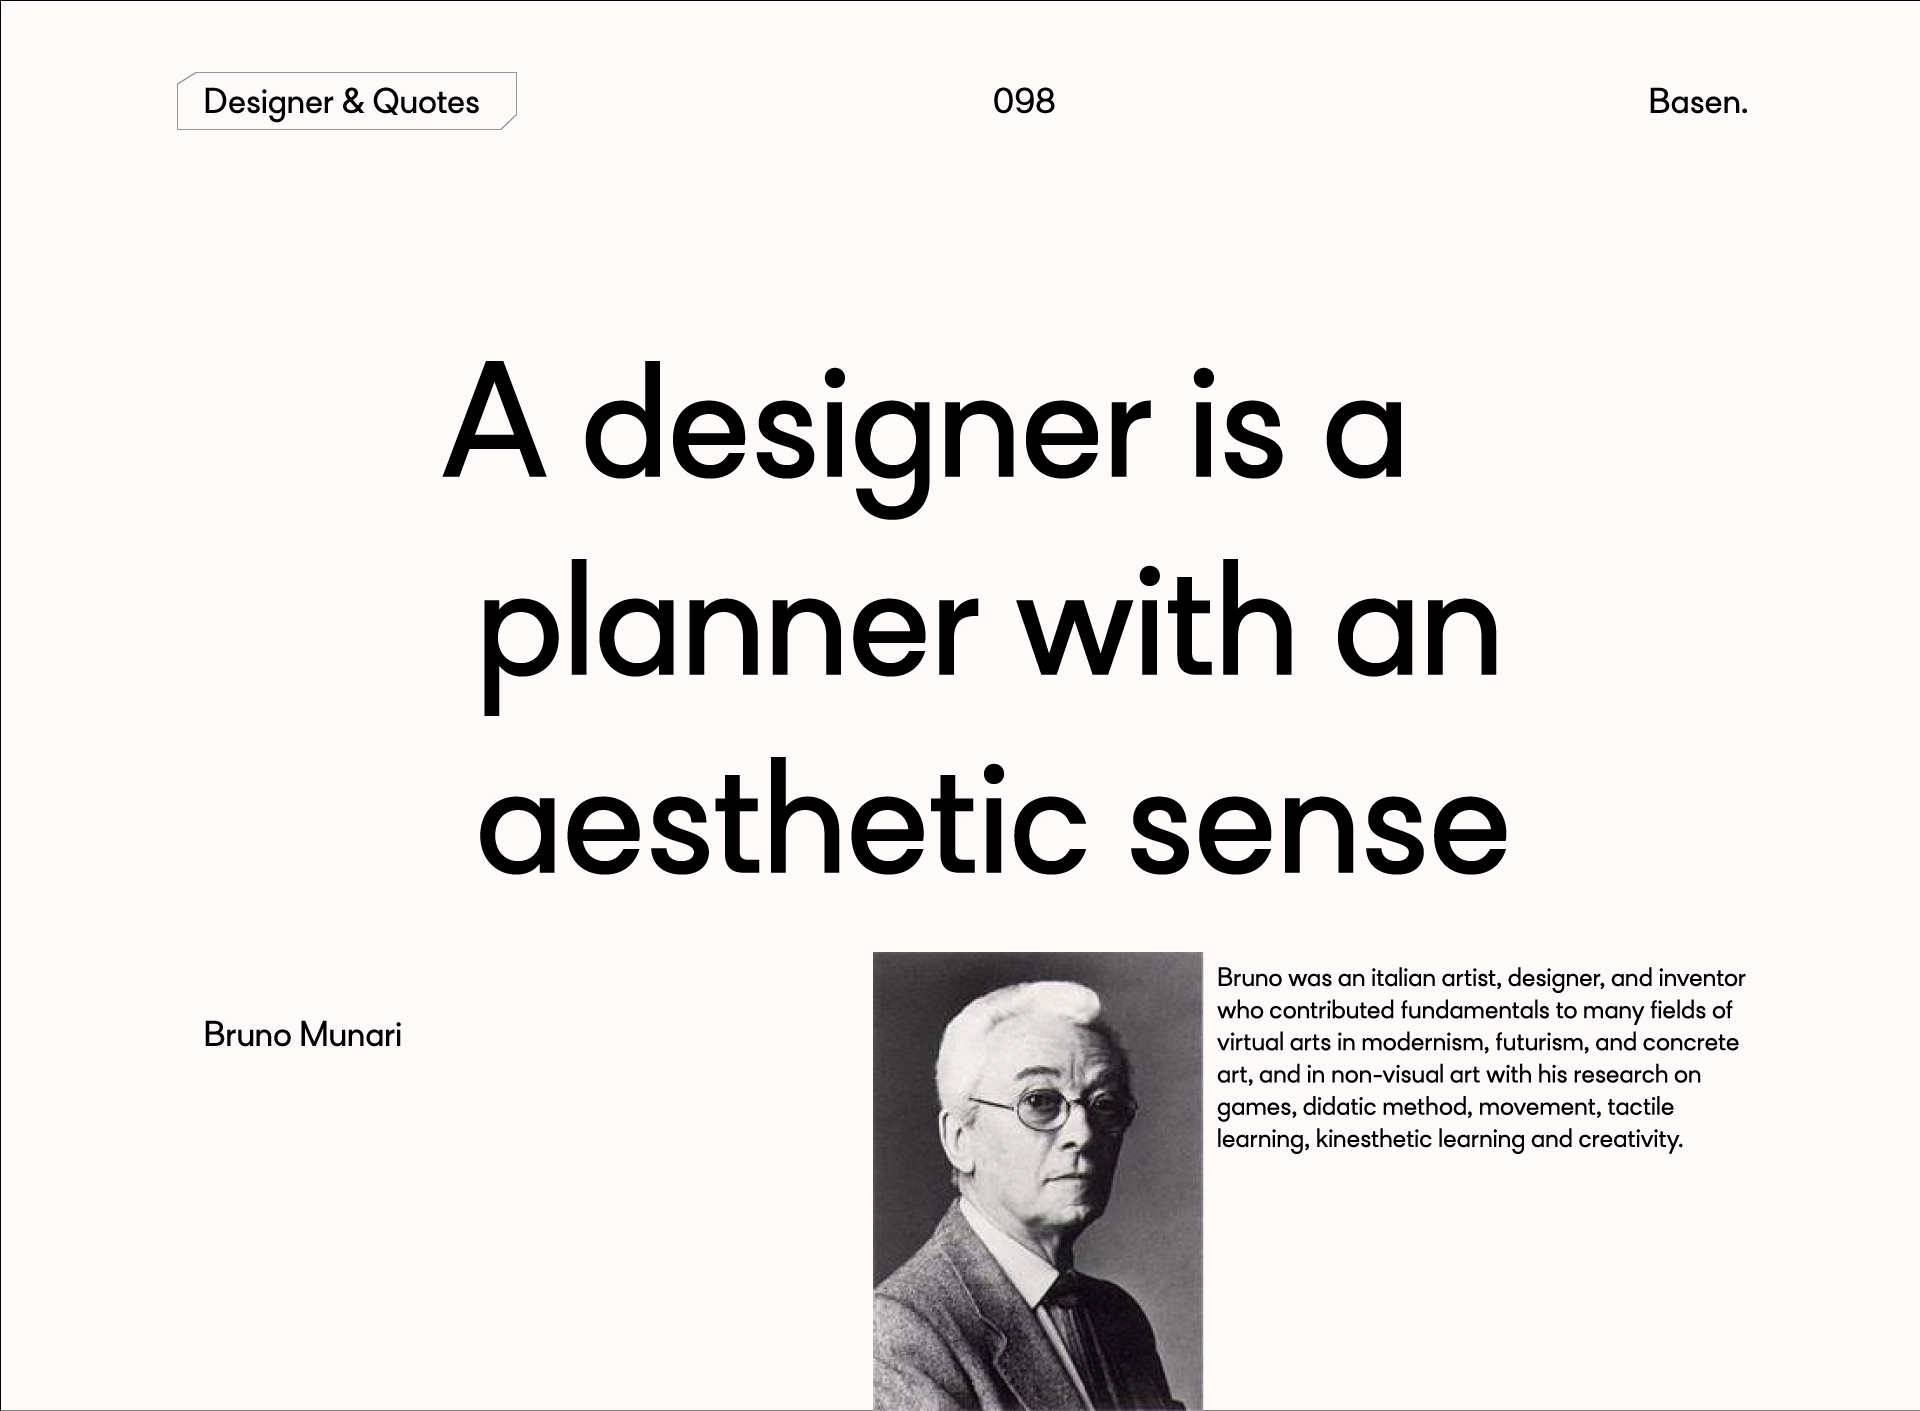 Designer & Quotes
098
Basen.
A designer is a
planner with an
aesthetic sense
Bruno Munari
Bruno was an italian artist, designer, and inventor
who contributed fundamentals to many fields of
virtual arts in modernism, futurism, and concrete
art, and in non-visual art with his research on
games, didatic method, movement, tactile
learning, kinesthetic learning and creativity.